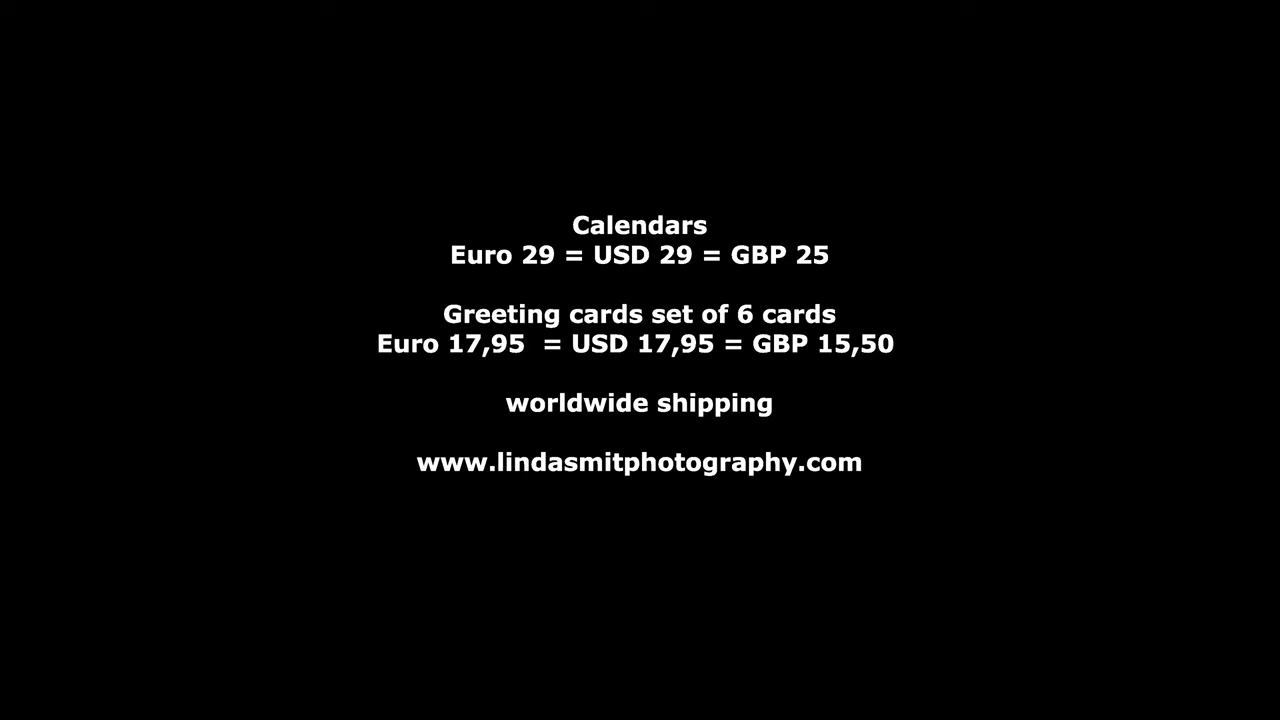 Calendars
Euro 29 = USD 29 = GBP 25
Greeting cards set of 6 cards
Euro 17,95  = USD 17,95 = GBP 15,50
worldwide shipping
www.lindasmitphotography.com